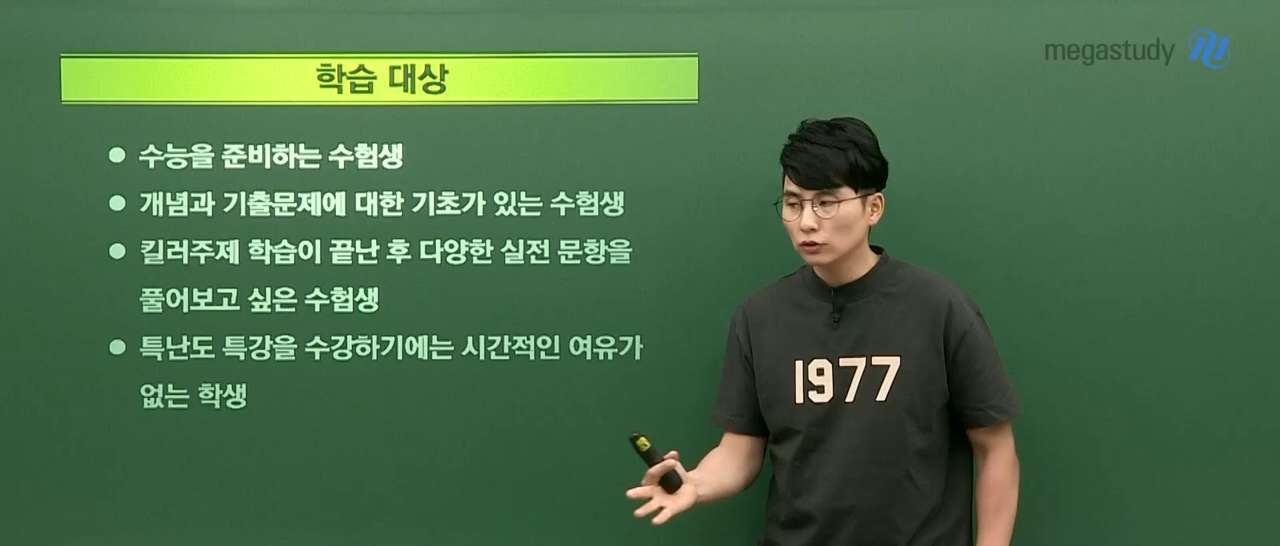 megastudy
학습 대상
● 수능을 준비하는 수험생
● 개념과 기출문제에 대한 기초가 있는 수험생
● 킬러주제 학습이 끝난 후 다양한 실전 문항을
풀어보고 싶은 수험생
● 특난도 특강을 수강하기에는 시간적인 여유가
없는 학생
1977